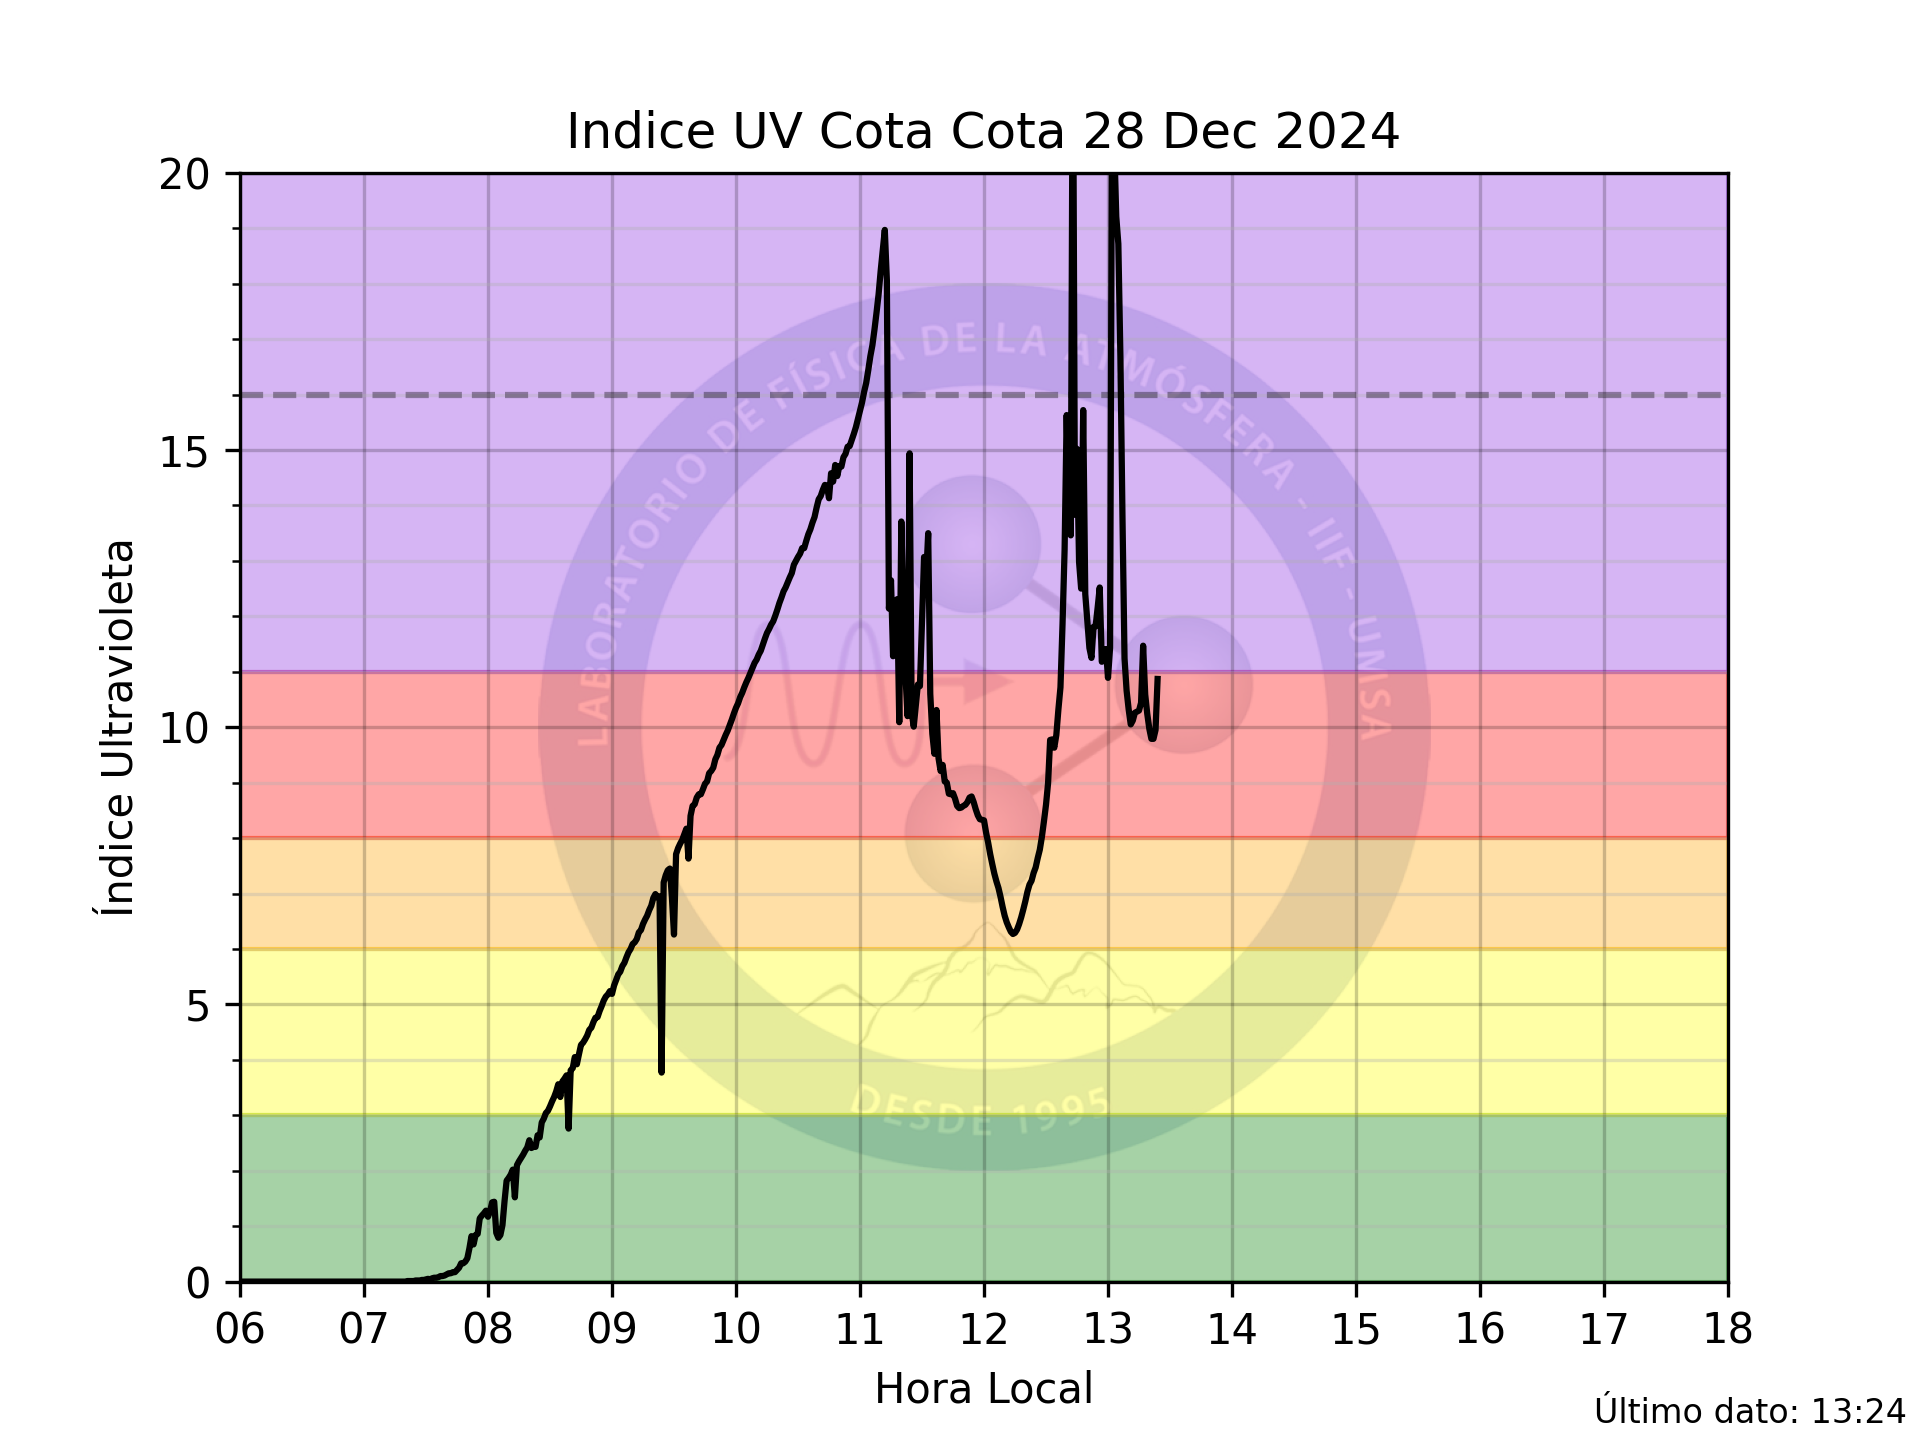 Indice UV Cota Cota 28 Dec 2024
20
15
10
5
0
Índice Ultravioleta
LABORATORIO DE FÍSICA DE LA ATMÓSFERA - IIF - UMSA
DESDE 1995
06 07 08 09 10 11 12 13 14 15 16 17 18
Hora Local
Último dato: 13:24